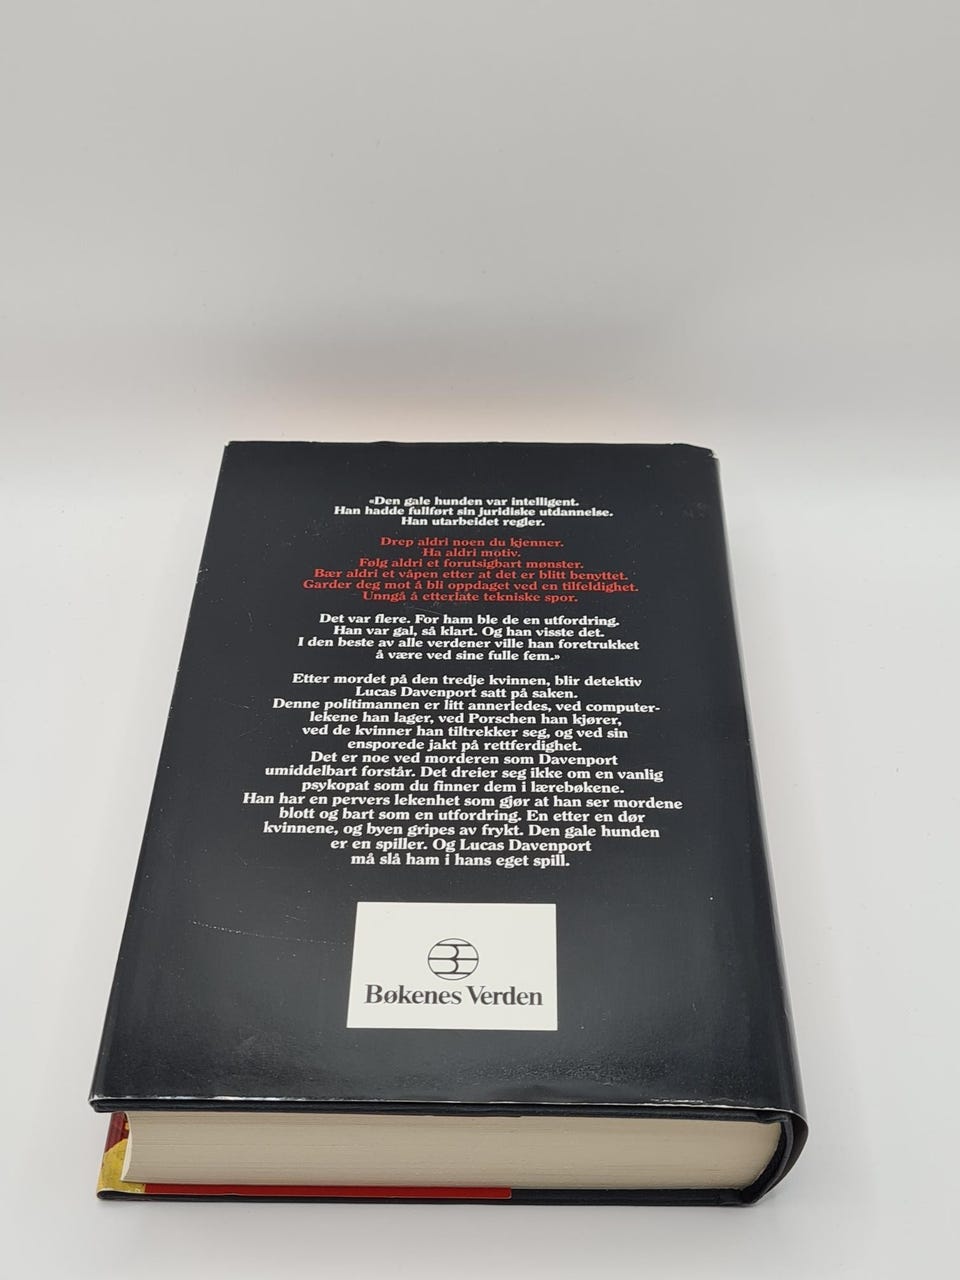 «Den gale hunden var intelligent.
Han hadde fullført sin juridiske utdannelse.
Han utarbeidet regler.
Drep aldri noen du kjenner.
Ha aldri motiv.
Følg aldri et forutsigbart mønster.
Bær aldri et våpen etter at det er blitt benyttet.
Garder deg mot å bli oppdaget ved en tilfeldighet.
Unngå å etterlate tekniske spor.
Det var flere. For ham ble de en utfordring.
Han var gal, så klart. Og han visste det.
I den beste av alle verdener ville han foretrukket
å være ved sine fulle fem.»
Etter mordet på den tredje kvinnen, blir detektiv
Lucas Davenport satt på saken.
Denne politimannen er litt annerledes, ved computer-
lekene han lager, ved Porschen han kjører,
ved de kvinner han tiltrekker seg, og ved sin
ensporede jakt på rettferdighet.
Det er noe ved morderen som Davenport
umiddelbart forstår. Det dreier seg ikke om en vanlig
psykopat som du finner dem i lærebøkene.
Han har en pervers lekenhet som gjør at han ser mordene
blott og bart som en utfordring. En etter en dør
kvinnene, og byen gripes av frykt. Den gale hunden
er en spiller. Og Lucas Davenport
må slå ham i hans eget spill.
Bøkenes Verden